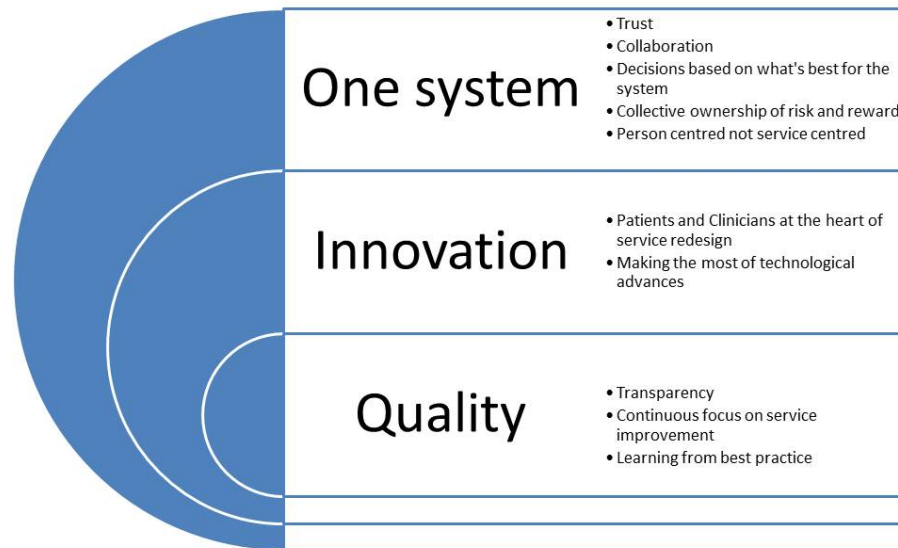 One system
• Trust
• Collaboration
• Decisions based on what's best for the
system
• Collective ownership of risk and reward
• Person centred not service centred
Innovation
• Patients and Clinicians at the heart of
service redesign
• Making the most of technological
advances
Quality
• Transparency
• Continuous focus on service
improvement
• Learning from best practice